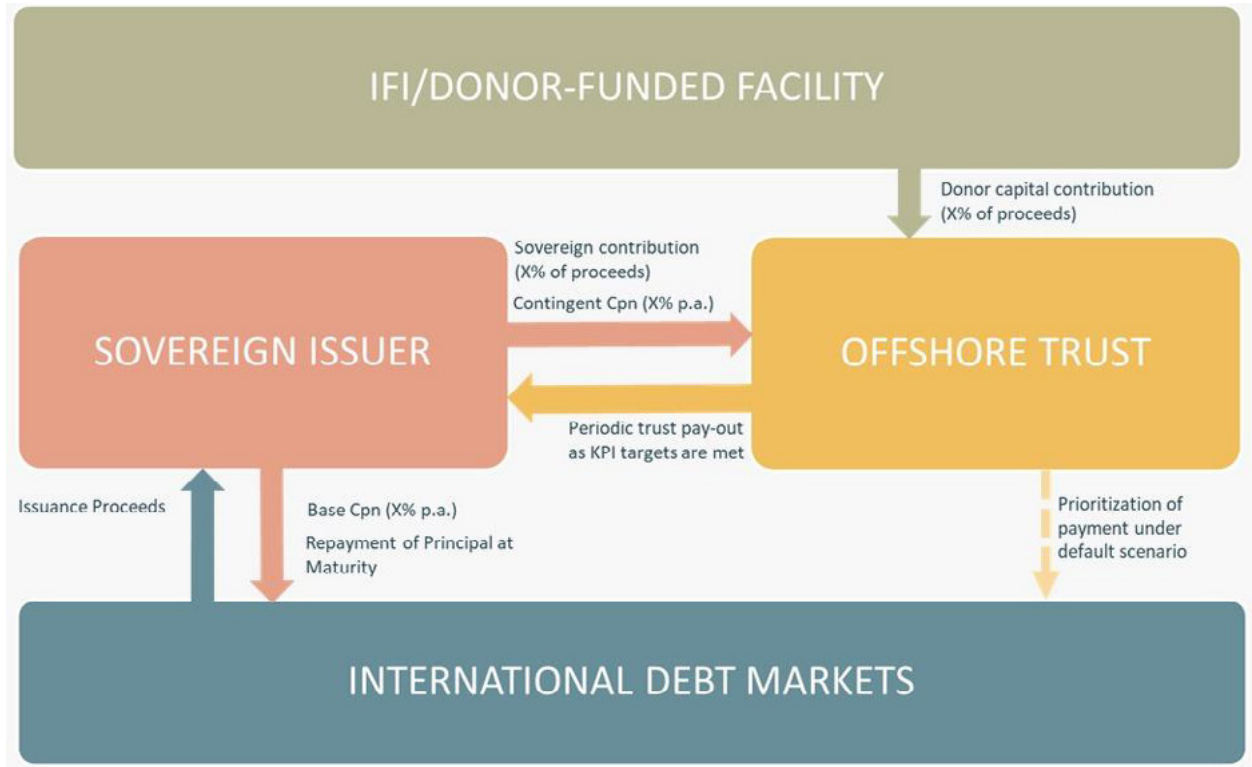 IFI/DONOR-FUNDED FACILITY
Donor capital contribution
(X% of proceeds)
Sovereign contribution
(X% of proceeds)
Contingent Cpn (X% p.a.)
SOVEREIGN ISSUER
OFFSHORE TRUST
Periodic trust pay-out
as KPI targets are met
Issuance Proceeds
Base Cpn (X% p.a.)
Repayment of Principal at
Maturity
Prioritization of
payment under
default scenario
INTERNATIONAL DEBT MARKETS